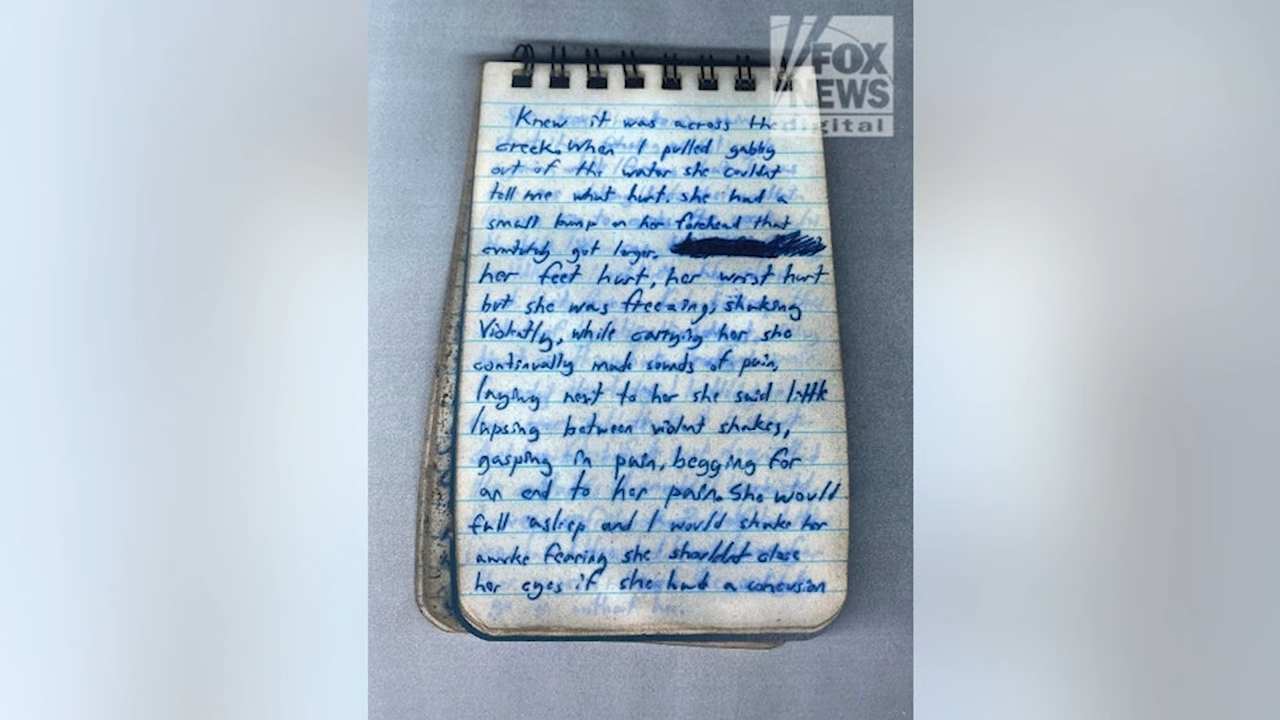 FOX
NEWS
digital
Knew it was across the
creek. When I pulled gabby
out of the water she couldnt
tell me what hurt. she had a
small bump on her forehead that
eventually got larger.
her feet hurt, her wrist hurt
but she was freezing, shaking
Violently, while carrying her she
continually made sounds of pain,
laying next to her she said little
lapsing between violent shakes,
gasping in pain, begging for
an end to her pain. She would
fall asleep and I would shake her
awake fearing she shouldnt close
her eyes if she had a concusion